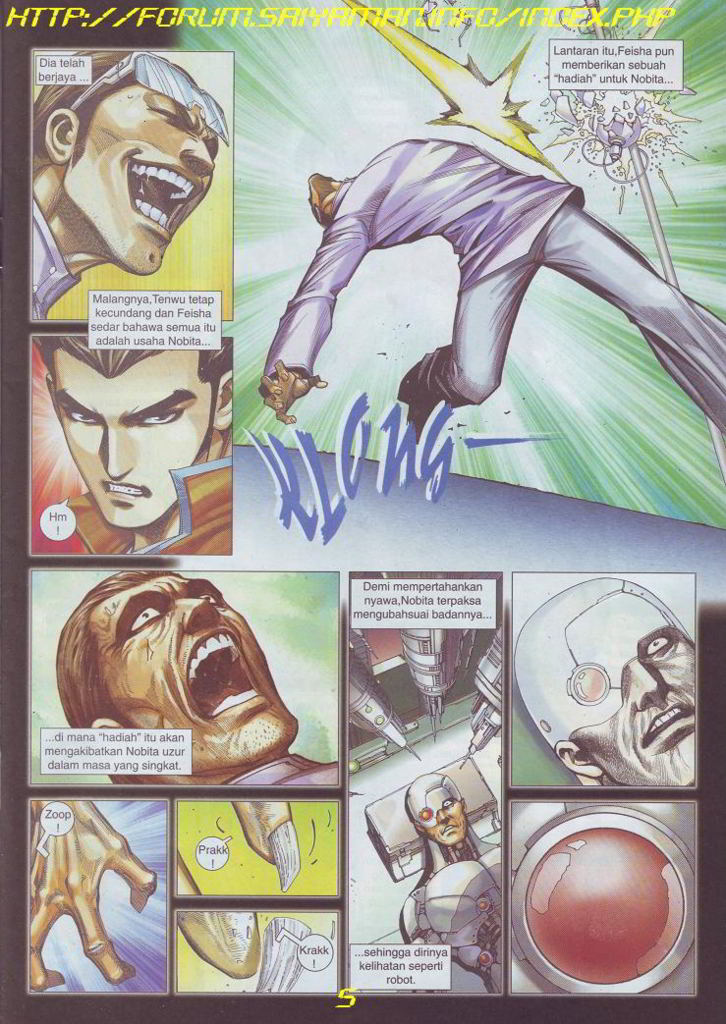 HTTP://FORUM.SAIYAMAN.INFO/INDEX.PHP
Dia telah
berjaya ...
Lantaran itu,Feisha pun
memberikan sebuah
“hadiah” untuk Nobita...
Malangnya,Tenwu tetap
kecundang dan Feisha
sedar bahawa semua itu
adalah usaha Nobita...
Hm
!
KLONG
...di mana “hadiah” itu akan
mengakibatkan Nobita uzur
dalam masa yang singkat.
Demi mempertahankan
nyawa,Nobita terpaksa
mengubahsuai badannya...
Zoop
!
Prakk
!
Krakk
!
...sehingga dirinya
kelihatan seperti
robot.
5